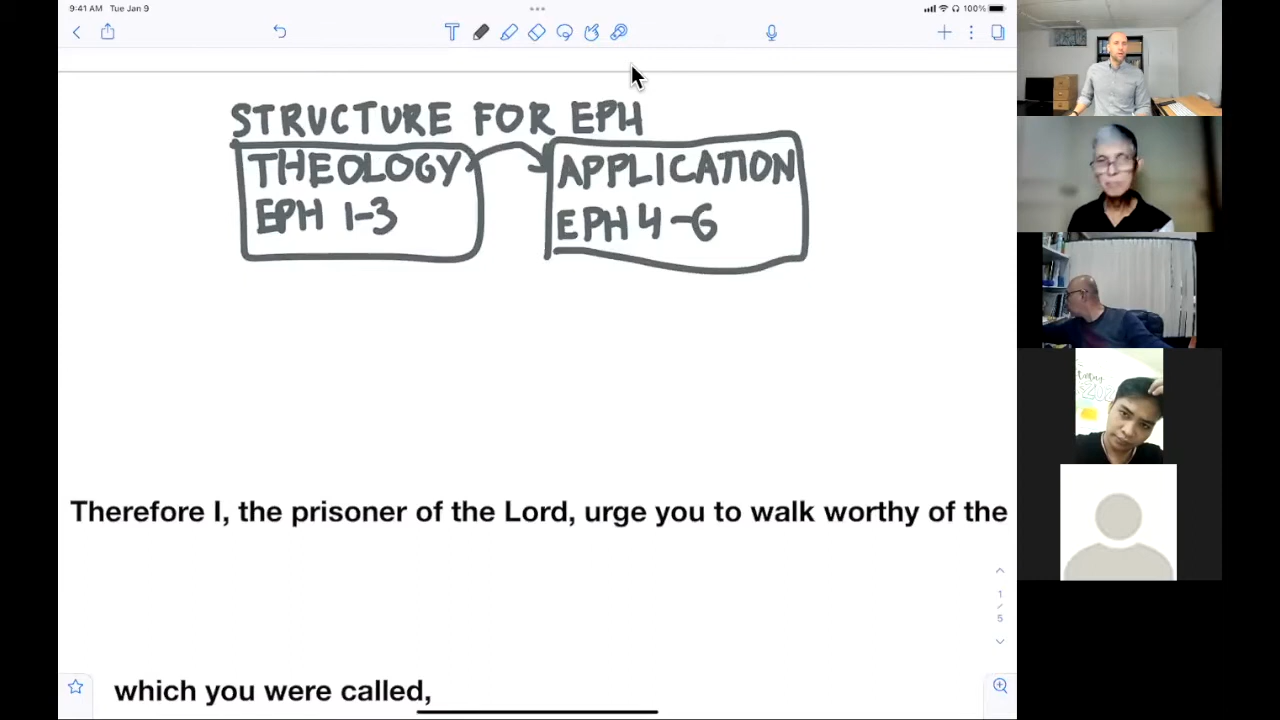 9:41 AM Tue Jan 9
100%
STRUCTURE FOR EPH
THEOLOGY
EPH 1-3
APPLICATION
EPH 4-6
Therefore I, the prisoner of the Lord, urge you to walk worthy of the
1
/
5
which you were called,